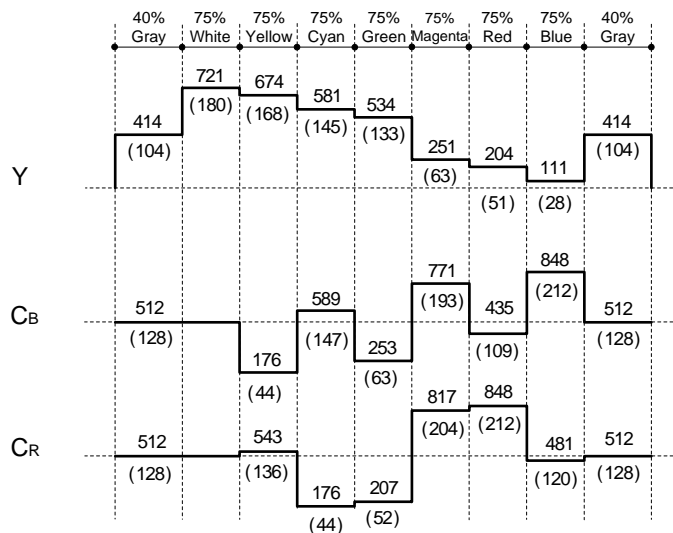 40% 75% 75% 75% 75% 75% 75% 75% 40%
Gray White Yellow Cyan Green Magenta Red Blue Gray
721 674 581 534
414 (180) (168) (145) (133) 251 204 111 414
(104) (63) (51) (28) (104)
Y
771 848
512 589 (193) 435 (212) 512
CB
(128) (147) 253 (109) (128)
176 (63)
(44)
817 848
512 543 (204) (212) 481 512
CR
(128) (136) 176 207 (120) (128)
(44) (52)